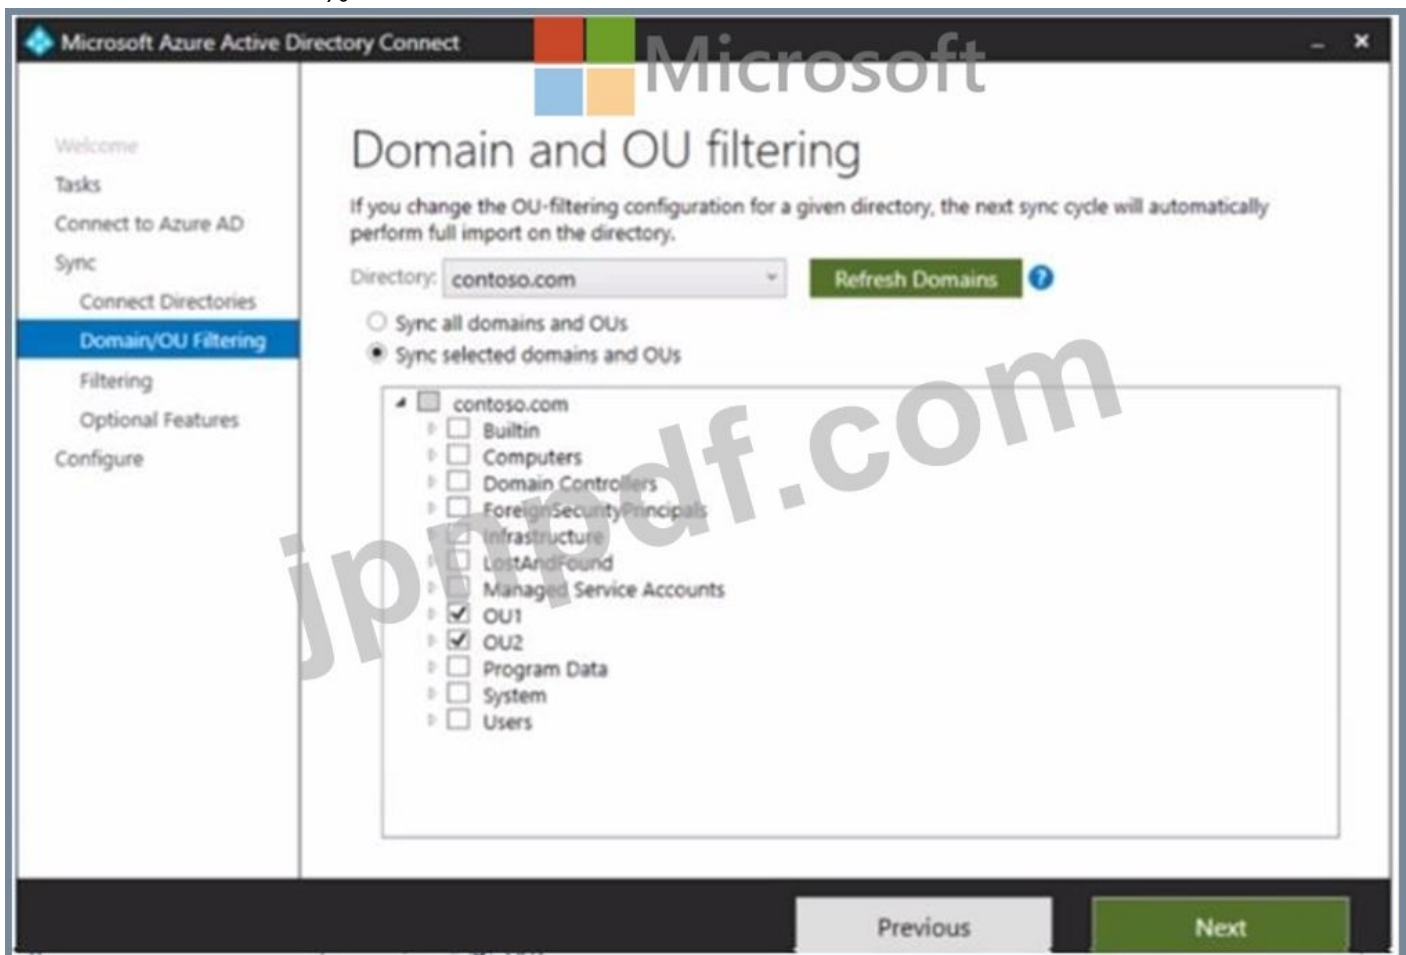 Microsoft Azure Active Directory Connect
Microsoft
Welcome
Tasks
Connect to Azure AD
Sync
Connect Directories
Domain/OU Filtering
Filtering
Optional Features
Configure
Domain and OU filtering
If you change the OU-filtering configuration for a given directory, the next sync cycle will automatically
perform full import on the directory.
Directory: contoso.com
Refresh Domains ?
Sync all domains and OUs
Sync selected domains and OUs
contoso.com
Builtin
Computers
Domain Controllers
ForeignSecurityPrincipals
Infrastructure
LostAndFound
Managed Service Accounts
OU1
OU2
Program Data
System
Users
jpnpdf.com
Previous
Next